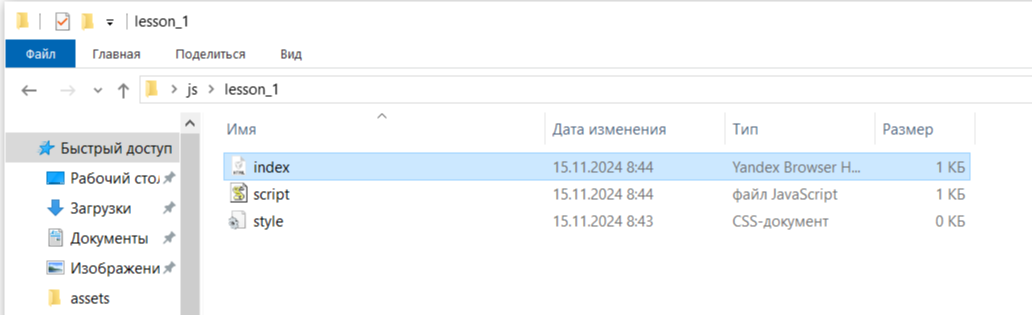 lesson_1
Файл Главная Поделиться Вид
js lesson_1
Имя Дата изменения Тип Размер
Быстрый доступ
index 15.11.2024 8:44 Yandex Browser H... 1 КБ
Рабочий стол
script 15.11.2024 8:44 файл JavaScript 1 КБ
Загрузки
style 15.11.2024 8:43 CSS-документ 0 КБ
Документы
Изображени
assets